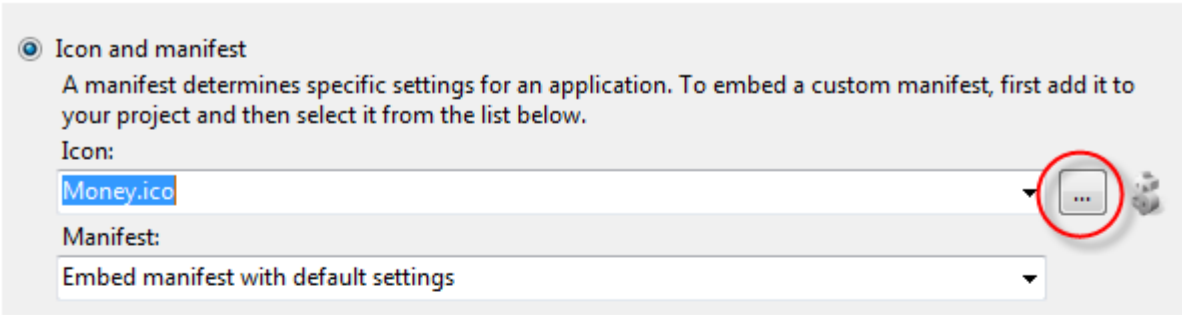 Icon and manifest
A manifest determines specific settings for an application. To embed a custom manifest, first add it to
your project and then select it from the list below.
Icon:
Money.ico
...
Manifest:
Embed manifest with default settings